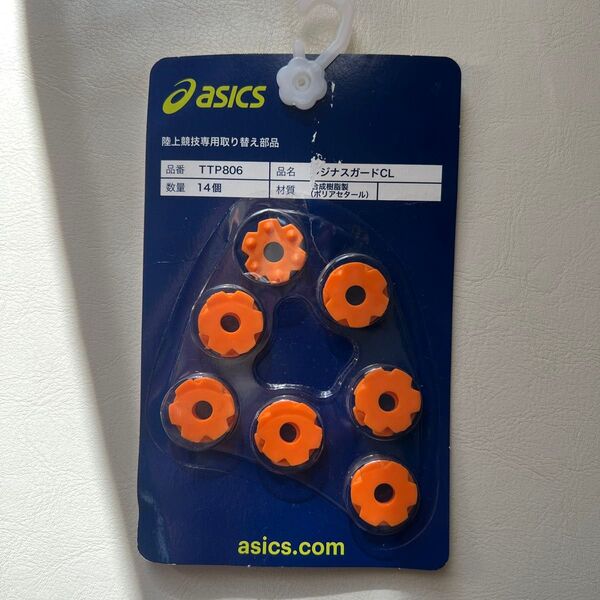 asics
陸上競技専用取り替え部品
品番 TTP806 品名 レジナスガードCL
数量 14個 材質 合成樹脂製
(ポリアセタール)
asics.com